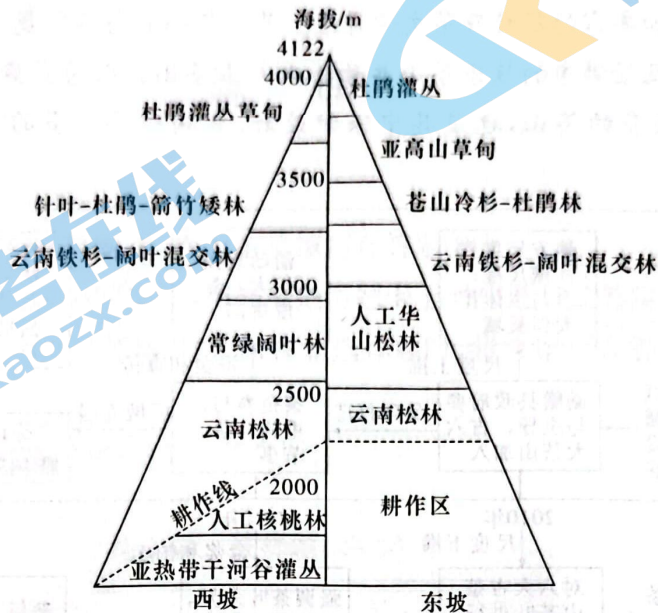 海拔/m
4122
4000
杜鹃灌丛
杜鹃灌丛草甸
亚高山草甸
3500
针叶-杜鹃-箭竹矮林
苍山冷杉-杜鹃林
云南铁杉-阔叶混交林
云南铁杉-阔叶混交林
3000
常绿阔叶林
人工华
山松林
2500
云南松林
云南松林
2000
耕作线
人工核桃林
耕作区
亚热带干河谷灌丛
西坡
东坡
考在线
kaozx.com